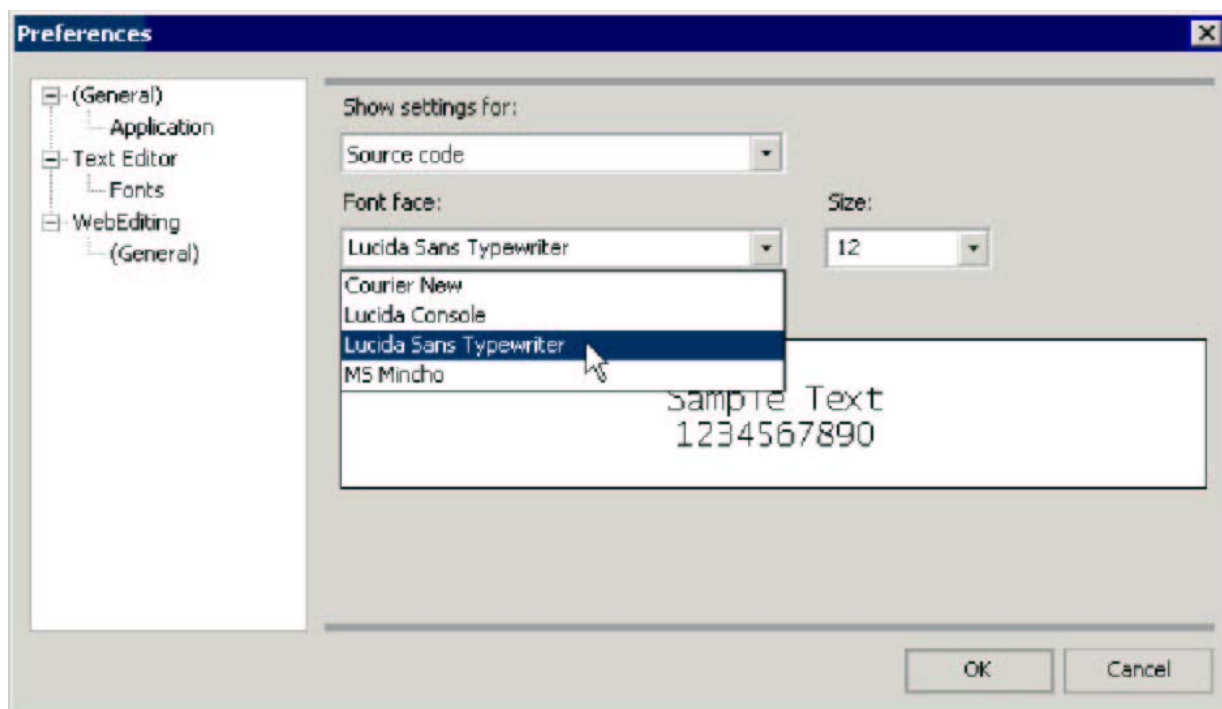 Preferences
(General)
Application
Text Editor
Fonts
WebEditing
(General)
Show settings for:
Source code
Font face:
Size:
Lucida Sans Typewriter
12
Courier New
Lucida Console
Lucida Sans Typewriter
MS Mincho
Sample Text
1234567890
OK
Cancel